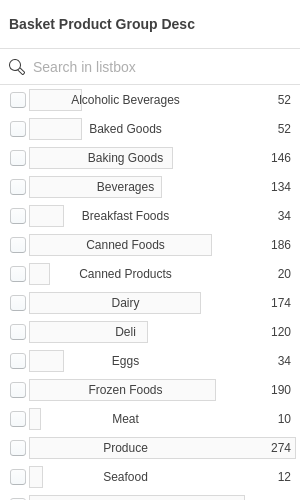 Basket Product Group Desc
Search in listbox
Alcoholic Beverages 52
Baked Goods 52
Baking Goods 146
Beverages 134
Breakfast Foods 34
Canned Foods 186
Canned Products 20
Dairy 174
Deli 120
Eggs 34
Frozen Foods 190
Meat 10
Produce 274
Seafood 12